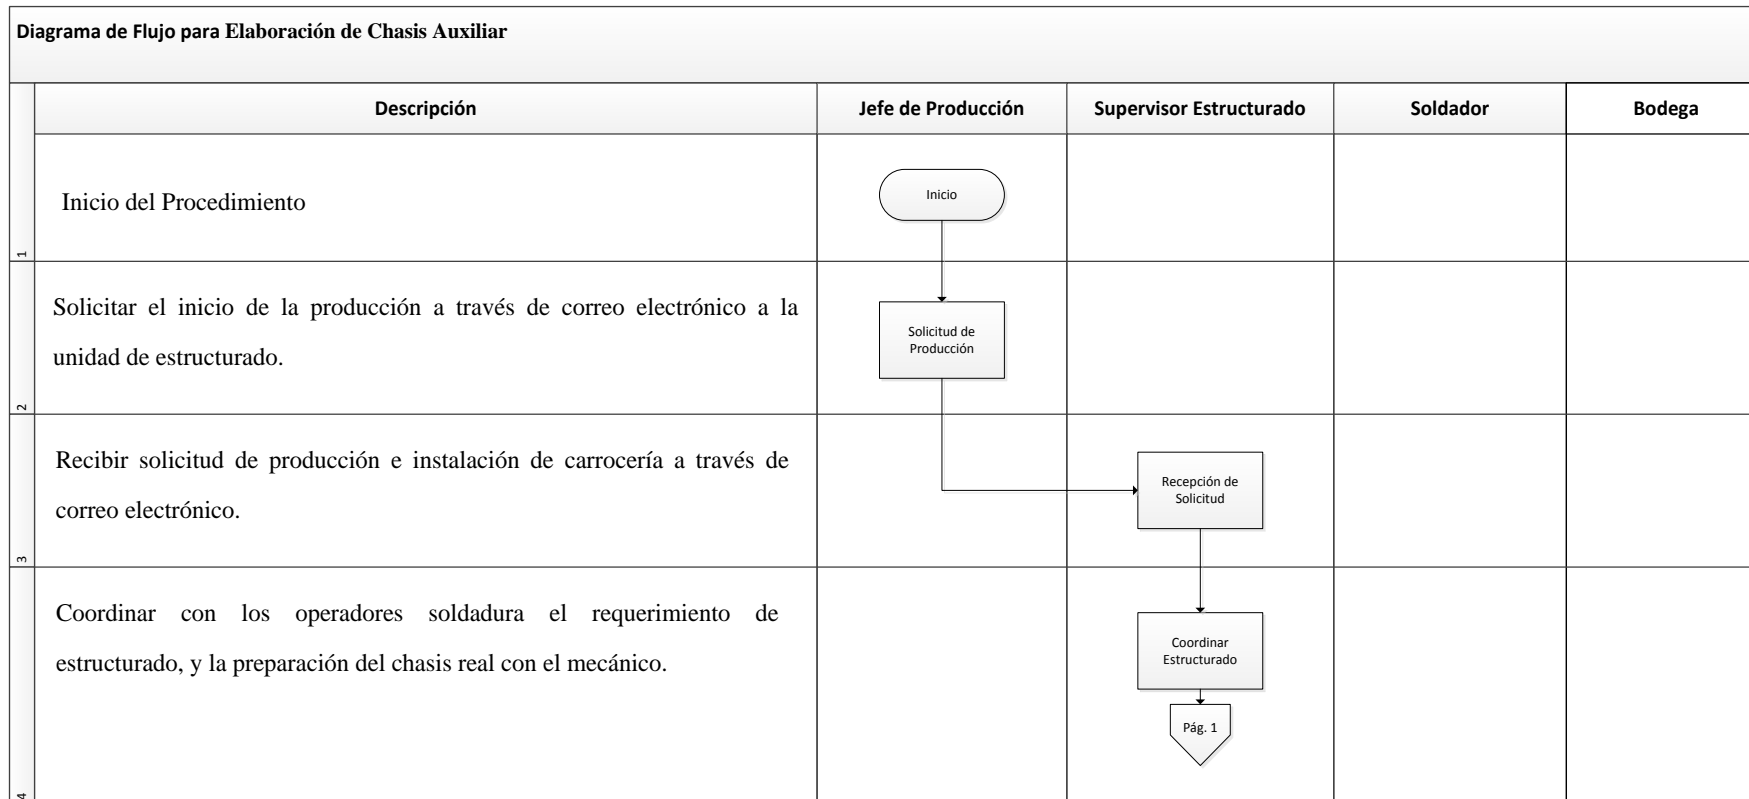 Diagrama de Flujo para Elaboración de Chasis Auxiliar
Descripción
Jefe de Producción
Supervisor Estructurado
Soldador
Bodega
1
Inicio del Procedimiento
Inicio
2
Solicitar el inicio de la producción a través de correo electrónico a la
unidad de estructurado.
Solicitud de
Producción
3
Recibir solicitud de producción e instalación de carrocería a través de
correo electrónico.
Recepción de
Solicitud
4
Coordinar con los operadores soldadura el requerimiento de
estructurado, y la preparación del chasis real con el mecánico.
Coordinar
Estructurado
Pág. 1